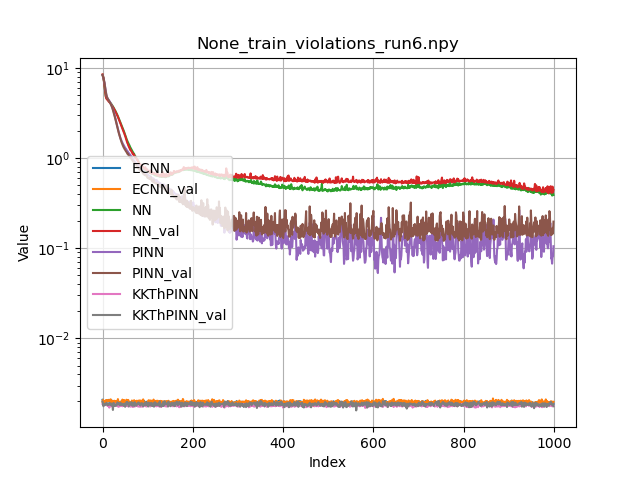 None_train_violations_run6.npy
10^1
10^0
10^-1
10^-2
Value
ECNN
ECNN_val
NN
NN_val
PINN
PINN_val
KKThPINN
KKThPINN_val
0 200 400 600 800 1000
Index